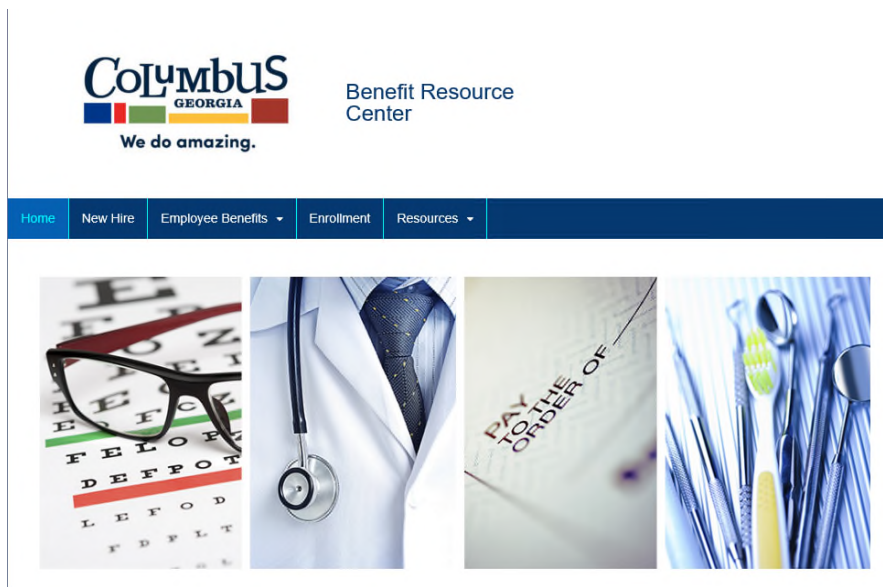 COLUMBUS
GEORGIA
We do amazing.
Benefit Resource
Center
Home New Hire Employee Benefits Enrollment Resources
E
F E L O P Z
D E F P O T
L E F O D
F D P L T
PAY
TO THE
ORDER OF